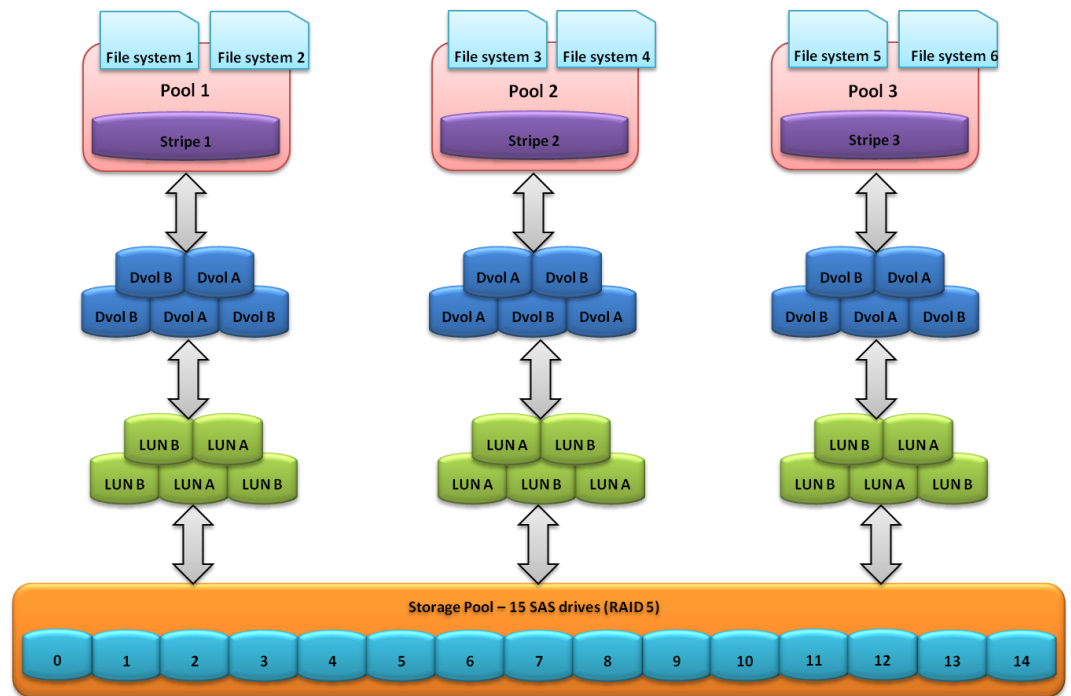 File system 1 File system 2 File system 3 File system 4 File system 5 File system 6
Pool 1 Pool 2 Pool 3
Stripe 1 Stripe 2 Stripe 3
Dvol B Dvol A Dvol A Dvol B Dvol B Dvol A
Dvol B Dvol A Dvol B Dvol A Dvol B Dvol A Dvol B Dvol A Dvol B
LUN B LUN A LUN A LUN B LUN B LUN A
LUN B LUN A LUN B LUN A LUN B LUN A LUN B LUN A LUN B
Storage Pool – 15 SAS drives (RAID 5)
0 1 2 3 4 5 6 7 8 9 10 11 12 13 14